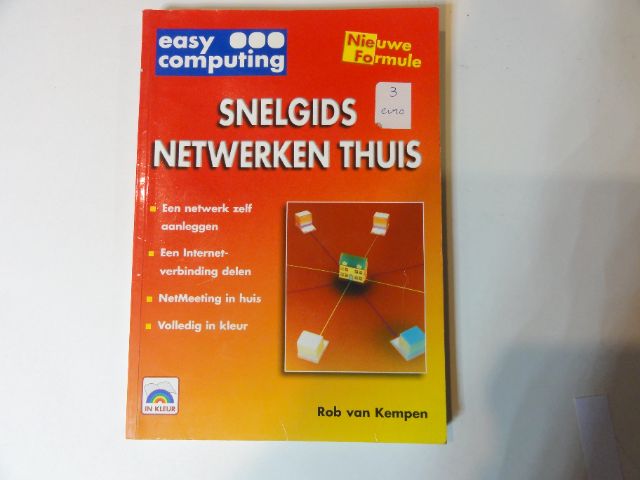 easy
computing
Nieuwe
Formule
3
euro
SNELGIDS
NETWERKEN THUIS
Een netwerk zelf
aanleggen
Een Internet-
verbinding delen
NetMeeting in huis
Volledig in kleur
IN KLEUR
Rob van Kempen